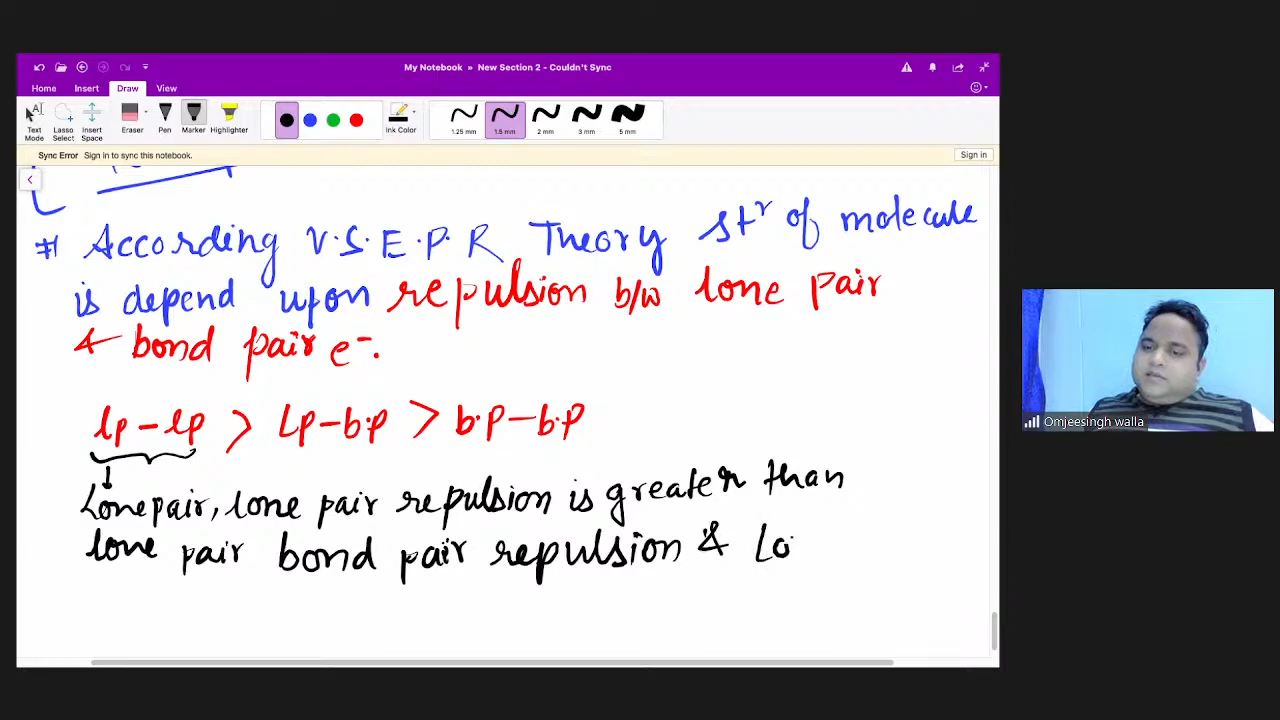 My Notebook » New Section 2 - Couldn't Sync
Home Insert Draw View
Text Mode
Lasso Select
Insert Space
Eraser
Pen
Marker
Highlighter
Ink Color
1.25 mm
1.5 mm
2 mm
3 mm
5 mm
Sync Error Sign in to sync this notebook.
Sign in
# According V.S.E.P.R Theory stʳ of molecule
is depend upon repulsion b/w lone pair
& bond pair e⁻.
lp - lp > Lp - b.p > b.p - b.p
Lone pair, lone pair repulsion is greater than
lone pair bond pair repulsion & Lo
Omjeesingh walla